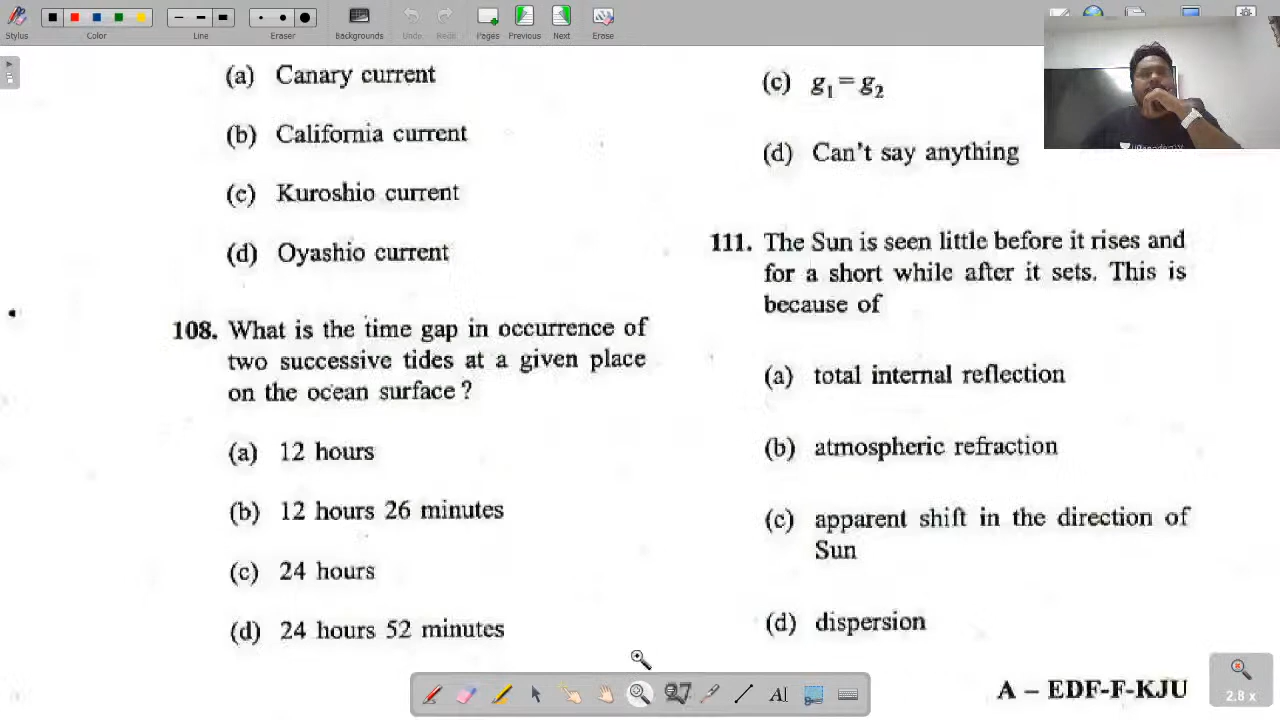 Stylus
Color
Line
Eraser
Backgrounds
Undo
Redo
Pages
Previous
Next
Erase
(a) Canary current
(b) California current
(c) Kuroshio current
(d) Oyashio current
108. What is the time gap in occurrence of
two successive tides at a given place
on the ocean surface ?
(a) 12 hours
(b) 12 hours 26 minutes
(c) 24 hours
(d) 24 hours 52 minutes
(c) g₁ = g₂
(d) Can't say anything
111. The Sun is seen little before it rises and
for a short while after it sets. This is
because of
(a) total internal reflection
(b) atmospheric refraction
(c) apparent shift in the direction of
Sun
(d) dispersion
A – EDF-F-KJU
2.8 x